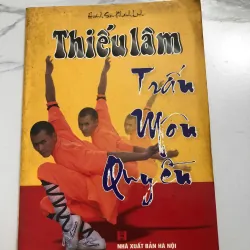 Thiếu lâm
Trấn
Môn
Quyền
NHÀ XUẤT BẢN HÀ NỘI